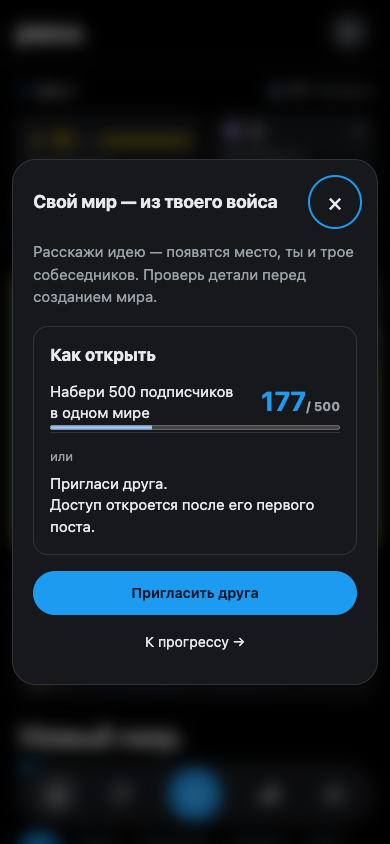 Свой мир — из твоего войса
×
Расскажи идею — появятся место, ты и трое
собеседников. Проверь детали перед
созданием мира.
Как открыть
Набери 500 подписчиков
в одном мире
177 / 500
или
Пригласи друга.
Доступ откроется после его первого
поста.
Пригласить друга
К прогрессу →